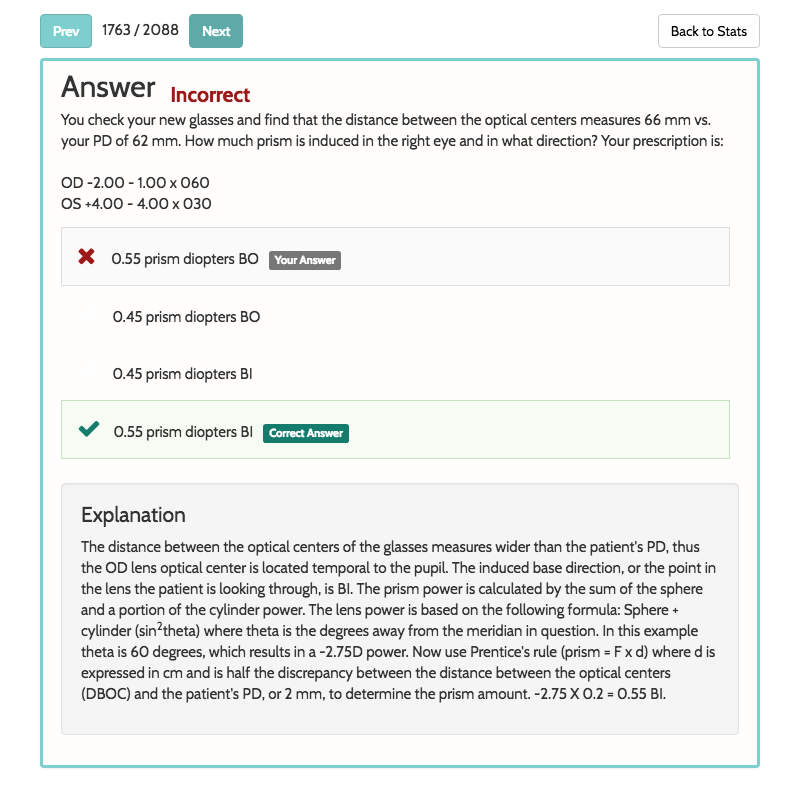 Prev 1763 / 2088 Next Back to Stats
Answer Incorrect
You check your new glasses and find that the distance between the optical centers measures 66 mm vs.
your PD of 62 mm. How much prism is induced in the right eye and in what direction? Your prescription is:
OD -2.00 - 1.00 x 060
OS +4.00 - 4.00 x 030
0.55 prism diopters BO Your Answer
0.45 prism diopters BO
0.45 prism diopters BI
0.55 prism diopters BI Correct Answer
Explanation
The distance between the optical centers of the glasses measures wider than the patient's PD, thus
the OD lens optical center is located temporal to the pupil. The induced base direction, or the point in
the lens the patient is looking through, is BI. The prism power is calculated by the sum of the sphere
and a portion of the cylinder power. The lens power is based on the following formula: Sphere +
cylinder (sin²theta) where theta is the degrees away from the meridian in question. In this example
theta is 60 degrees, which results in a -2.75D power. Now use Prentice's rule (prism = F x d) where d is
expressed in cm and is half the discrepancy between the distance between the optical centers
(DBOC) and the patient's PD, or 2 mm, to determine the prism amount. -2.75 X 0.2 = 0.55 BI.